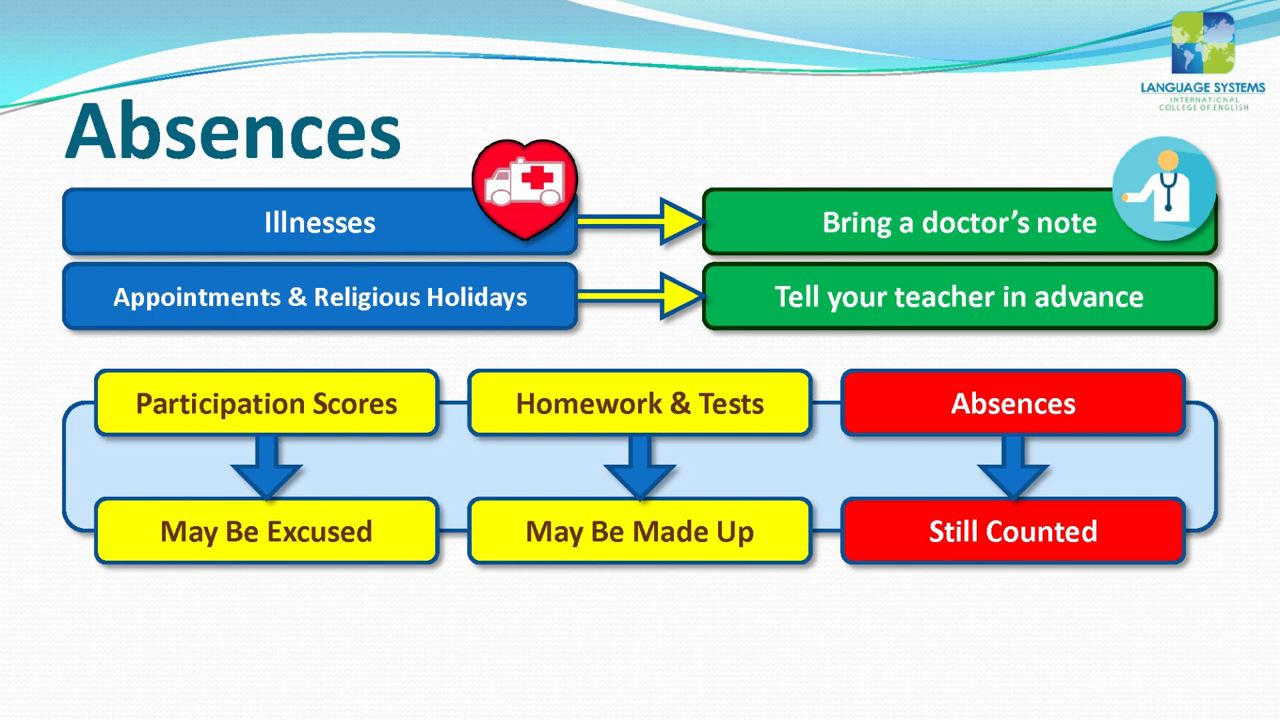 LANGUAGE SYSTEMS
INTERNATIONAL
COLLEGE OF ENGLISH
Absences
Illnesses
Bring a doctor's note
Appointments & Religious Holidays
Tell your teacher in advance
Participation Scores
Homework & Tests
Absences
May Be Excused
May Be Made Up
Still Counted